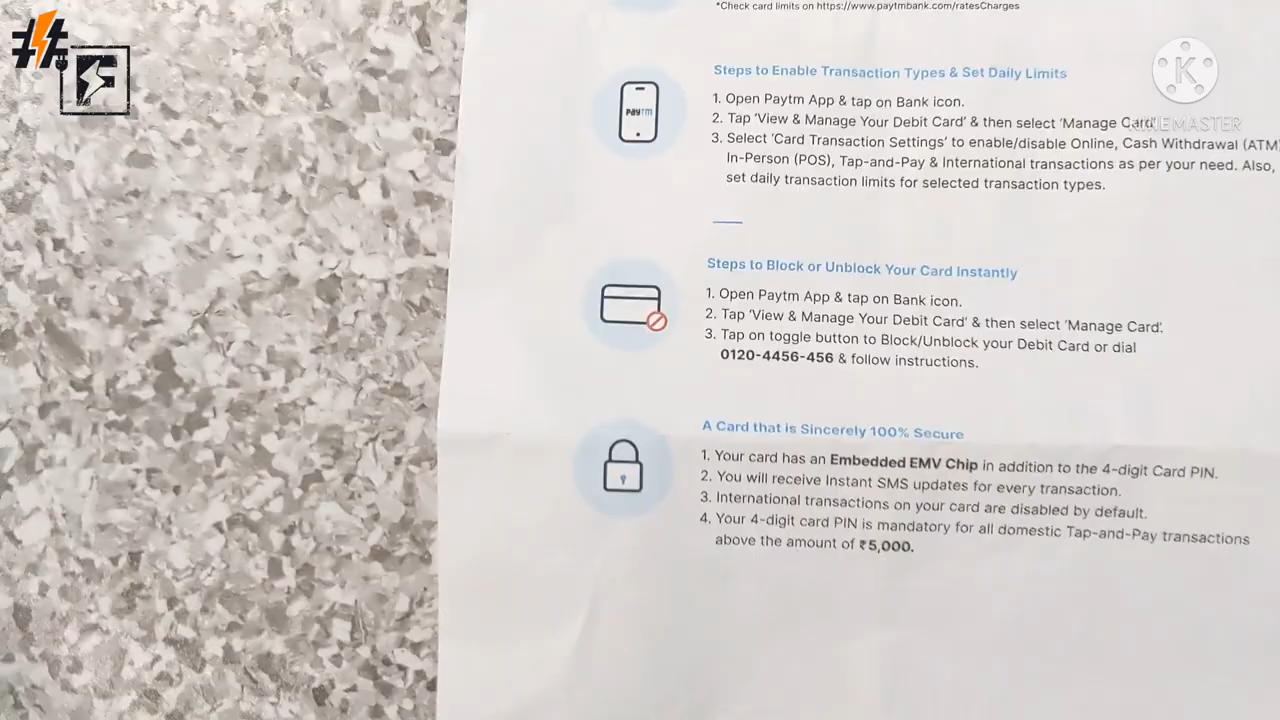 *Check card limits on https://www.paytmbank.com/ratesCharges
Steps to Enable Transaction Types & Set Daily Limits
1. Open Paytm App & tap on Bank icon.
2. Tap 'View & Manage Your Debit Card' & then select 'Manage Card'
3. Select 'Card Transaction Settings' to enable/disable Online, Cash Withdrawal (ATM)
In-Person (POS), Tap-and-Pay & International transactions as per your need. Also,
set daily transaction limits for selected transaction types.
Steps to Block or Unblock Your Card Instantly
1. Open Paytm App & tap on Bank icon.
2. Tap 'View & Manage Your Debit Card' & then select 'Manage Card'.
3. Tap on toggle button to Block/Unblock your Debit Card or dial
0120-4456-456 & follow instructions.
A Card that is Sincerely 100% Secure
1. Your card has an Embedded EMV Chip in addition to the 4-digit Card PIN.
2. You will receive Instant SMS updates for every transaction.
3. International transactions on your card are disabled by default.
4. Your 4-digit card PIN is mandatory for all domestic Tap-and-Pay transactions
above the amount of ₹5,000.
paytm
#F
K
KINEMASTER